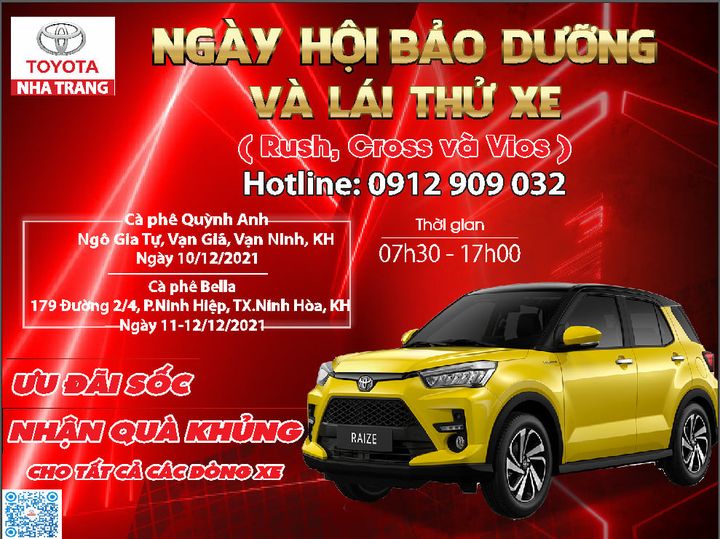 TOYOTA
NHA TRANG
NGÀY HỘI BẢO DƯỠNG
VÀ LÁI THỬ XE
( Rush, Cross và Vios )
Hotline: 0912 909 032
Cà phê Quỳnh Anh
Ngô Gia Tự, Vạn Giã, Vạn Ninh, KH
Ngày 10/12/2021
Cà phê Bella
179 Đường 2/4, P.Ninh Hiệp, TX.Ninh Hòa, KH
Ngày 11-12/12/2021
Thời gian
07h30 - 17h00
ƯU ĐÃI SỐC
NHẬN QUÀ KHỦNG
CHO TẤT CẢ CÁC DÒNG XE
RAIZE